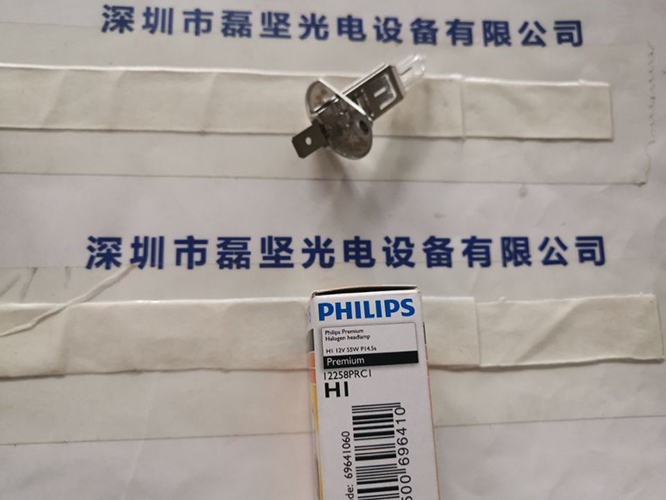 深圳市磊坚光电设备有限公司
深圳市磊坚光电设备有限公司
PHILIPS
Philips Premium
Halogen headlamp
H1 12V 55W P14.5s
Premium
12258PRC1
H1
Code: 69641060
500 696410